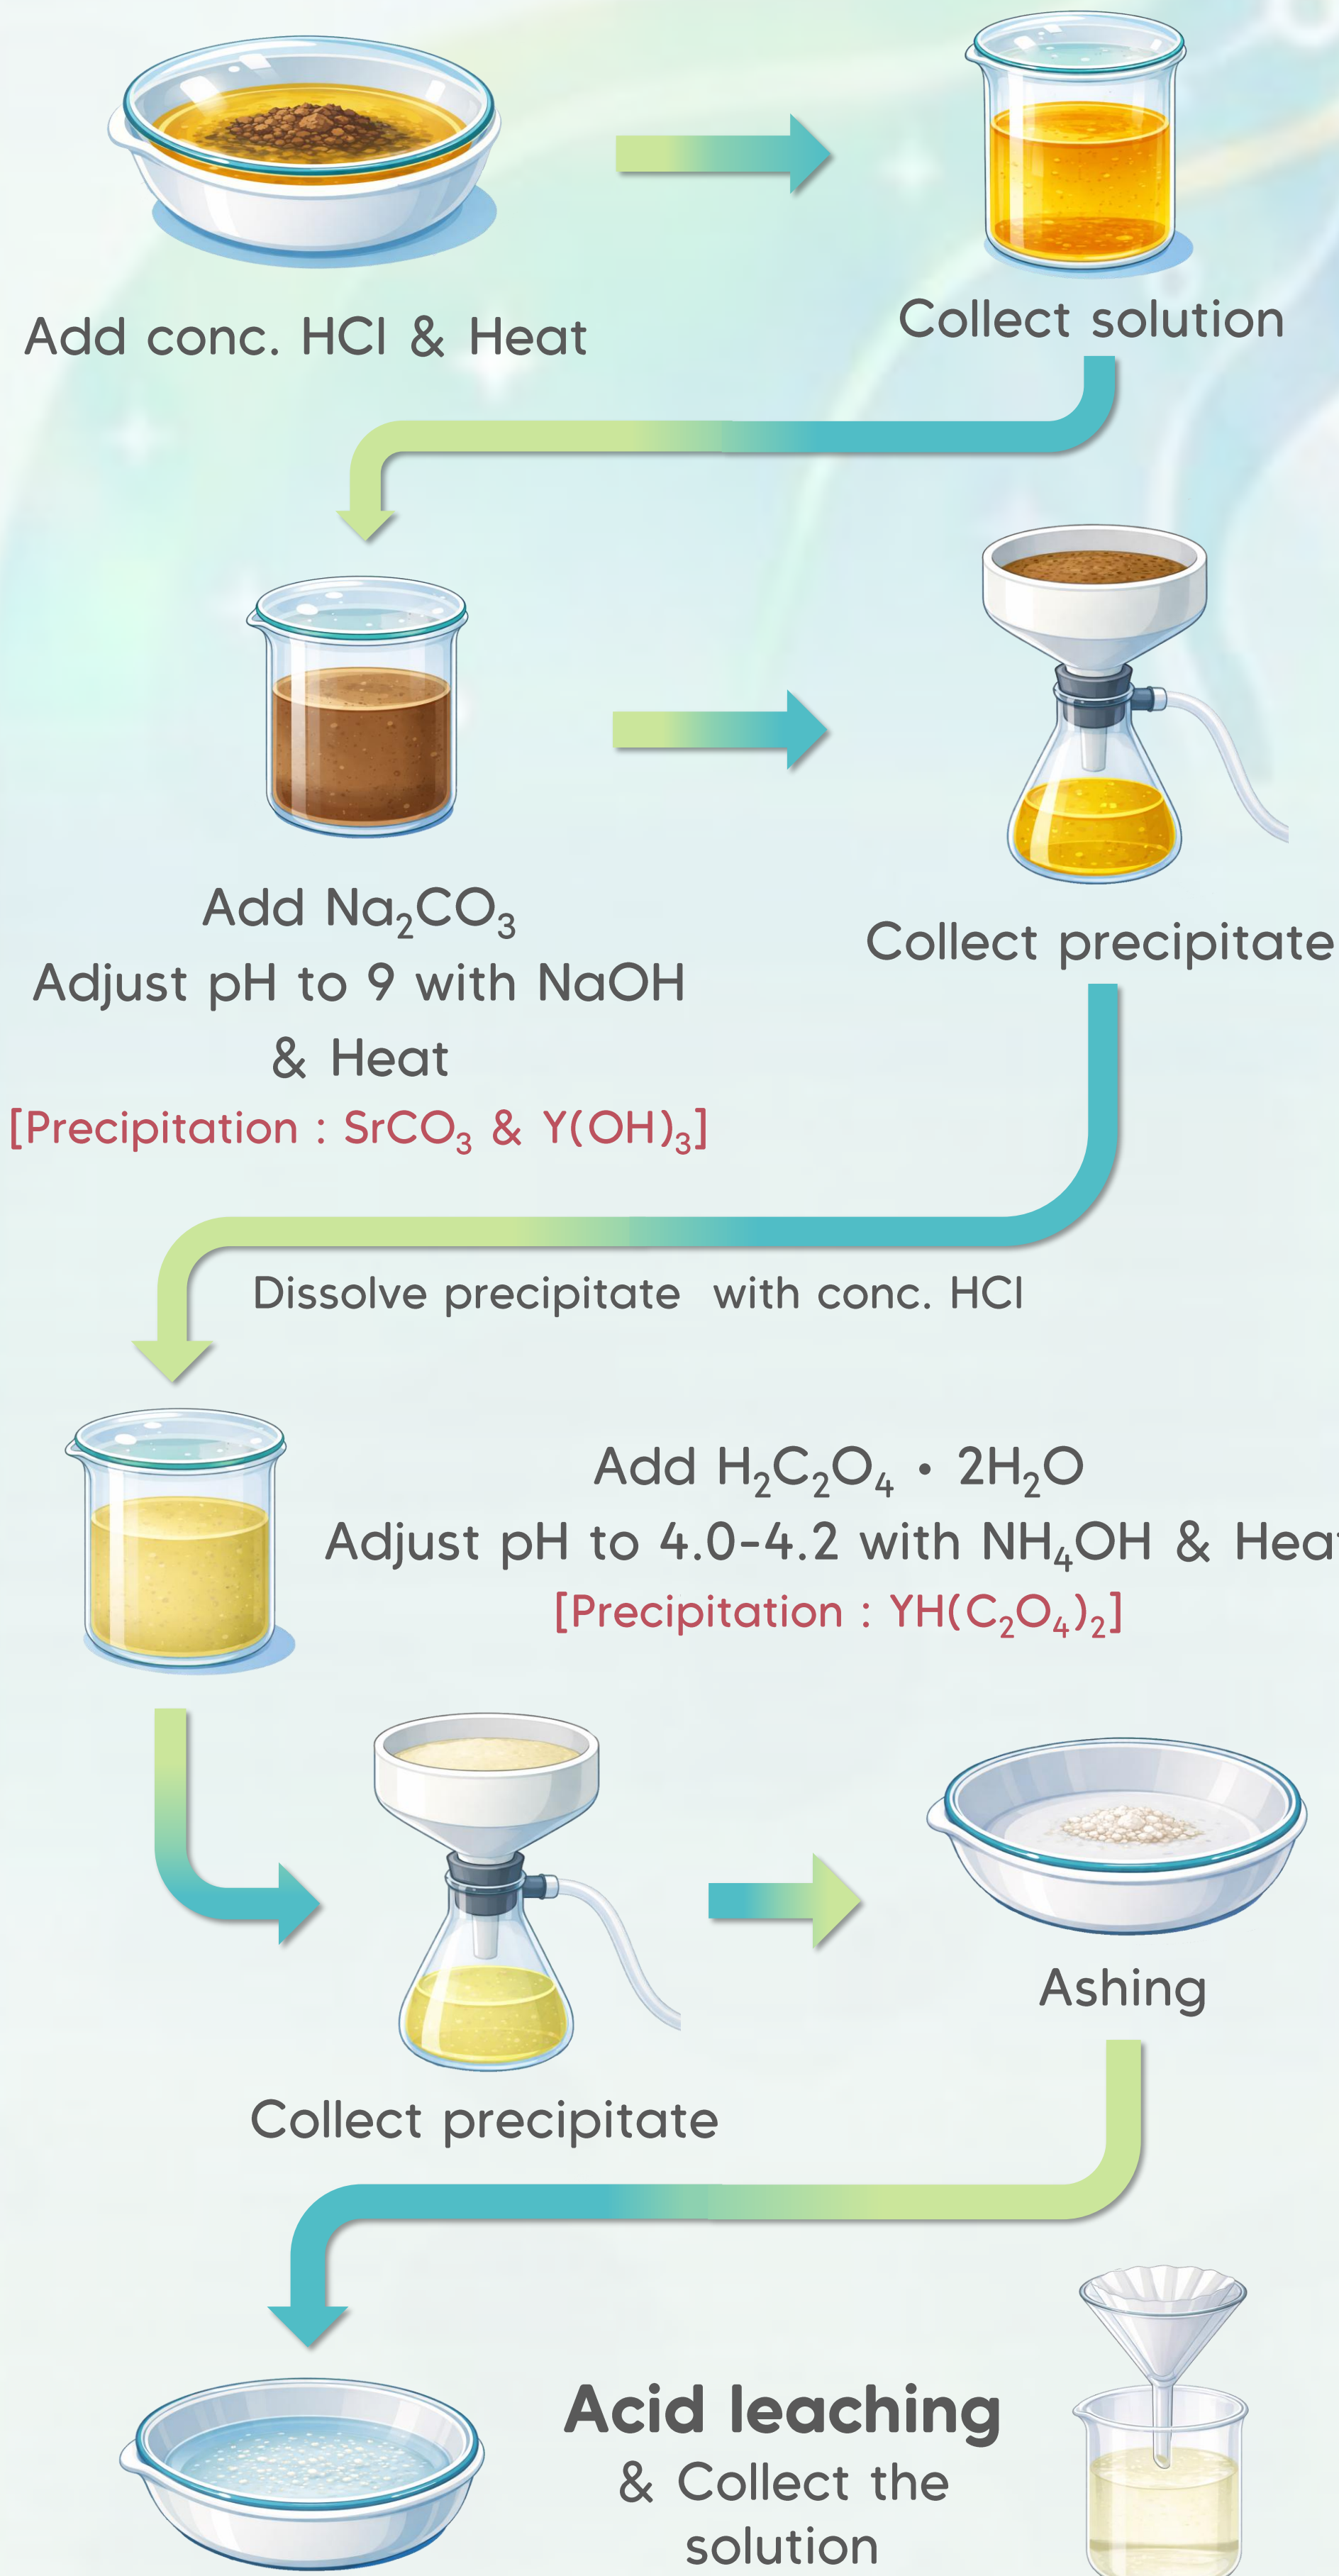 Add conc. HCl & Heat
Collect solution
Add Na₂CO₃
Adjust pH to 9 with NaOH
& Heat
[Precipitation : SrCO₃ & Y(OH)₃]
Collect precipitate
Dissolve precipitate with conc. HCl
Add H₂C₂O₄ • 2H₂O
Adjust pH to 4.0-4.2 with NH₄OH & Heat
[Precipitation : YH(C₂O₄)₂]
Collect precipitate
Ashing
Acid leaching
& Collect the
solution